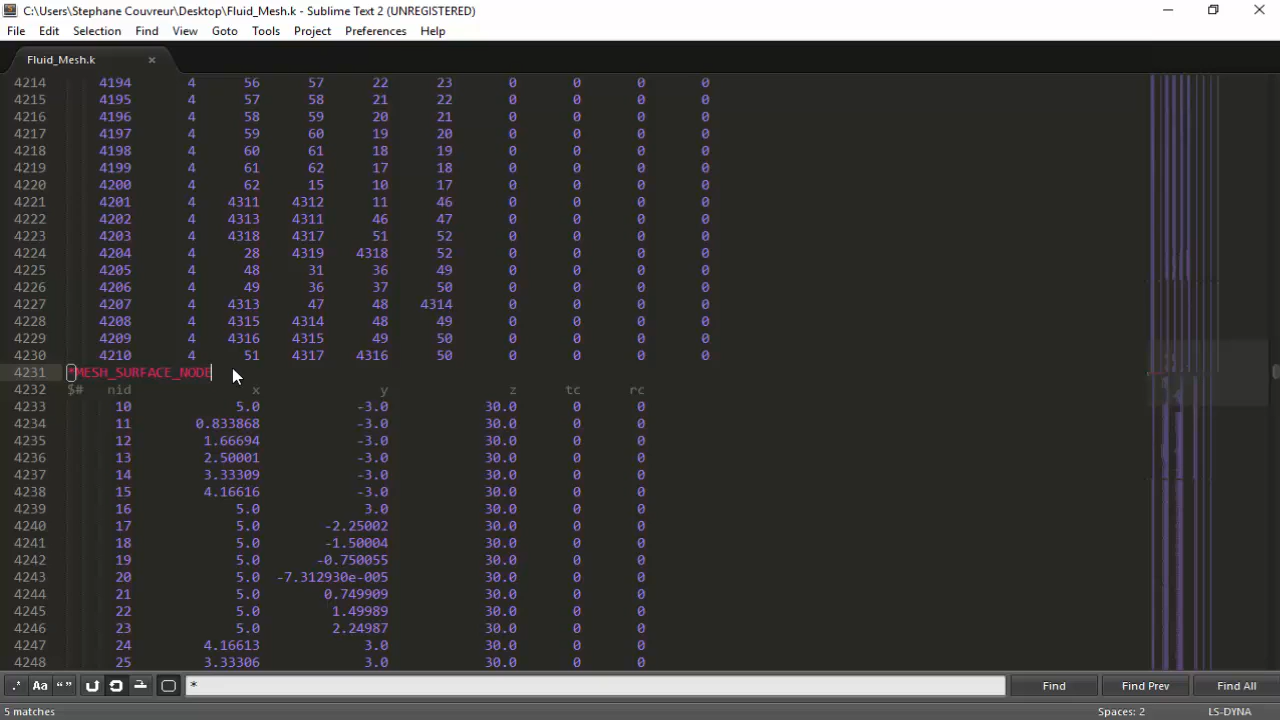 C:\Users\Stephane Couvreur\Desktop\Fluid_Mesh.k - Sublime Text 2 (UNREGISTERED)
File Edit Selection Find View Goto Tools Project Preferences Help
Fluid_Mesh.k ×
4214 4194 4 56 57 22 23 0 0 0 0
4215 4195 4 57 58 21 22 0 0 0 0
4216 4196 4 58 59 20 21 0 0 0 0
4217 4197 4 59 60 19 20 0 0 0 0
4218 4198 4 60 61 18 19 0 0 0 0
4219 4199 4 61 62 17 18 0 0 0 0
4220 4200 4 62 15 10 17 0 0 0 0
4221 4201 4 4311 4312 11 46 0 0 0 0
4222 4202 4 4313 4311 46 47 0 0 0 0
4223 4203 4 4318 4317 51 52 0 0 0 0
4224 4204 4 28 4319 4318 52 0 0 0 0
4225 4205 4 48 31 36 49 0 0 0 0
4226 4206 4 49 36 37 50 0 0 0 0
4227 4207 4 4313 47 48 4314 0 0 0 0
4228 4208 4 4315 4314 48 49 0 0 0 0
4229 4209 4 4316 4315 49 50 0 0 0 0
4230 4210 4 51 4317 4316 50 0 0 0 0
4231 *MESH_SURFACE_NODE
4232 $# nid x y z tc rc
4233 10 5.0 -3.0 30.0 0 0
4234 11 0.833868 -3.0 30.0 0 0
4235 12 1.66694 -3.0 30.0 0 0
4236 13 2.50001 -3.0 30.0 0 0
4237 14 3.33309 -3.0 30.0 0 0
4238 15 4.16616 -3.0 30.0 0 0
4239 16 5.0 3.0 30.0 0 0
4240 17 5.0 -2.25002 30.0 0 0
4241 18 5.0 -1.50004 30.0 0 0
4242 19 5.0 -0.750055 30.0 0 0
4243 20 5.0 -7.312930e-005 30.0 0 0
4244 21 5.0 0.749909 30.0 0 0
4245 22 5.0 1.49989 30.0 0 0
4246 23 5.0 2.24987 30.0 0 0
4247 24 4.16613 3.0 30.0 0 0
4248 25 3.33306 3.0 30.0 0 0
.* Aa “” * Find Find Prev Find All
5 matches Spaces: 2 LS-DYNA